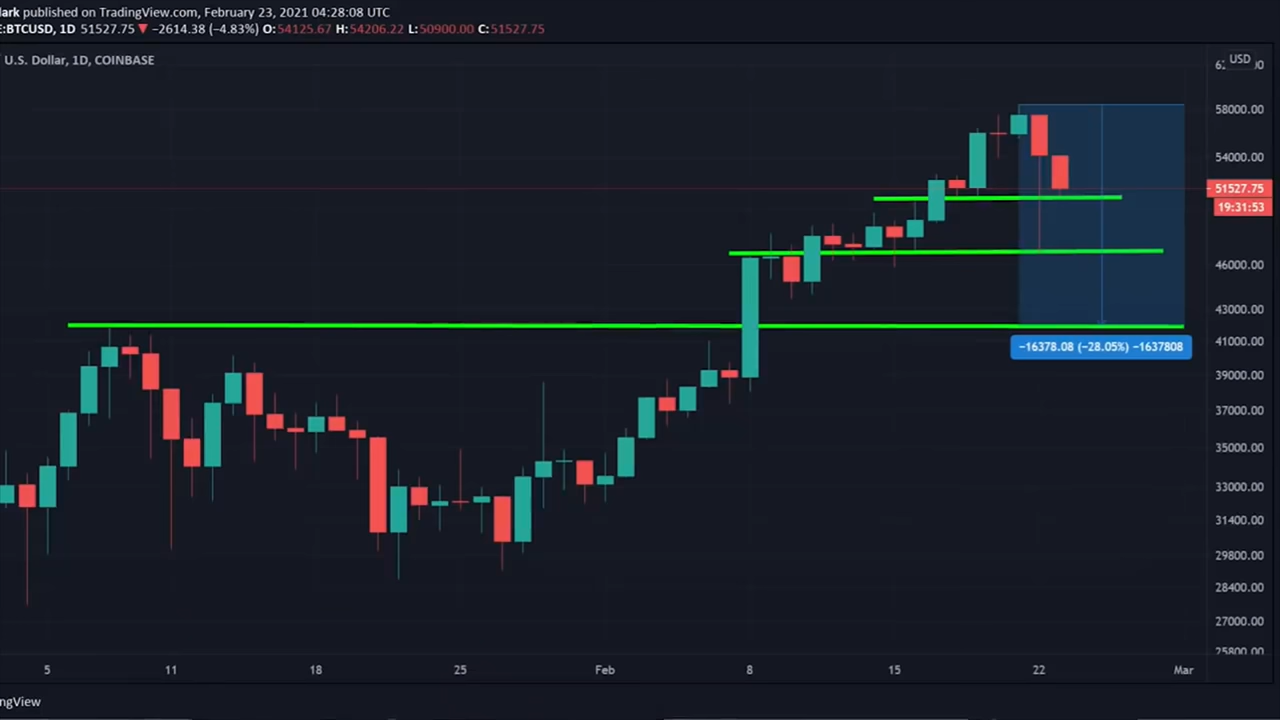 lark published on TradingView.com, February 23, 2021 04:28:08 UTC
E:BTCUSD, 1D 51527.75 ▼ −2614.38 (−4.83%) O:54125.67 H:54206.22 L:50900.00 C:51527.75
U.S. Dollar, 1D, COINBASE
USD
58000.00
54000.00
51527.75
19:31:53
46000.00
43000.00
41000.00
−16378.08 (−28.05%) −1637808
39000.00
37000.00
35000.00
33000.00
31400.00
29800.00
28400.00
27000.00
25800.00
5 11 18 25 Feb 8 15 22 Mar
ngView